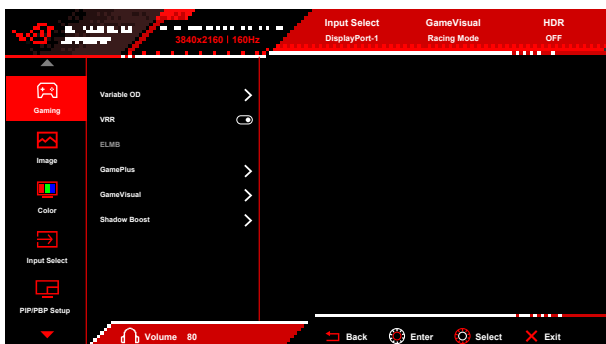 Input Select GameVisual HDR
3840x2160 | 160Hz DisplayPort-1 Racing Mode OFF
Gaming
Image
Color
Input Select
PIP/PBP Setup
Variable OD
VRR
ELMB
GamePlus
GameVisual
Shadow Boost
Volume 80
Back Enter Select Exit